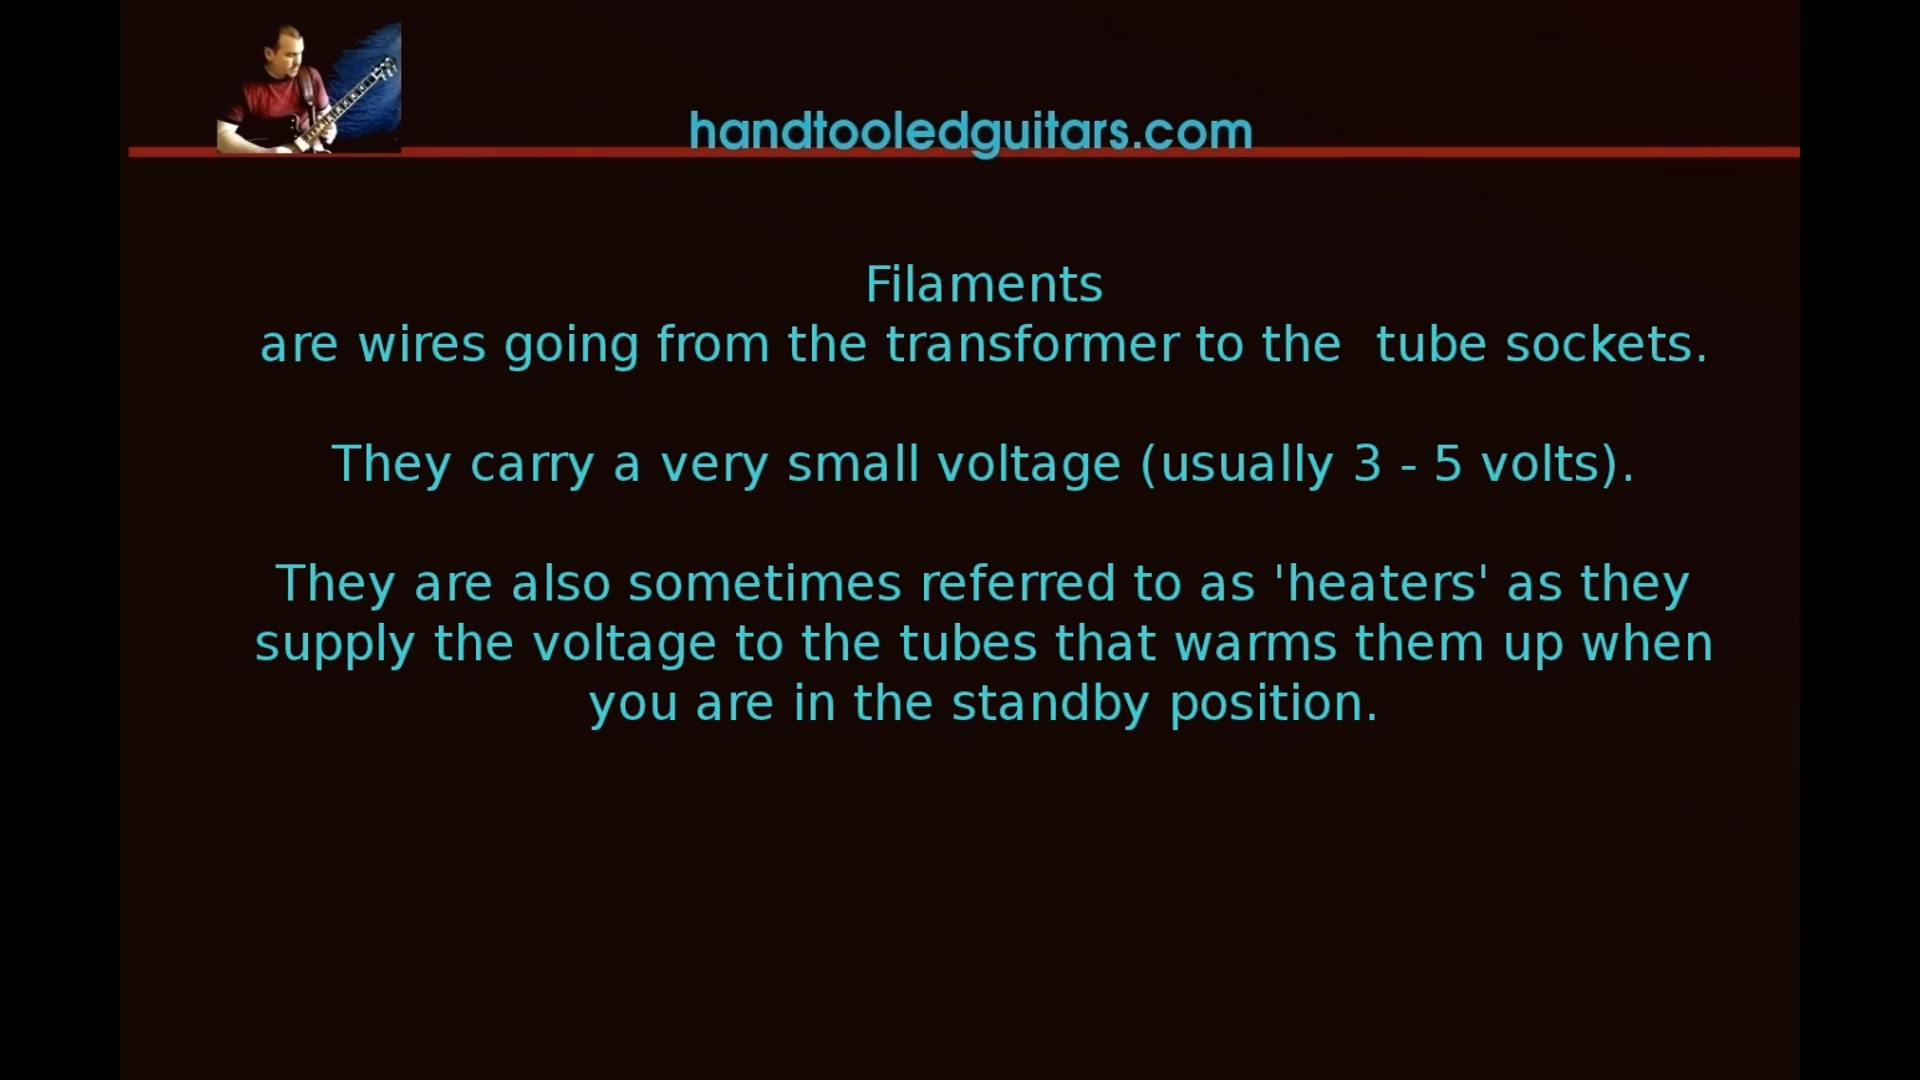 handtooledguitars.com
Filaments
are wires going from the transformer to the  tube sockets.
They carry a very small voltage (usually 3 - 5 volts).
They are also sometimes referred to as 'heaters' as they
supply the voltage to the tubes that warms them up when
you are in the standby position.